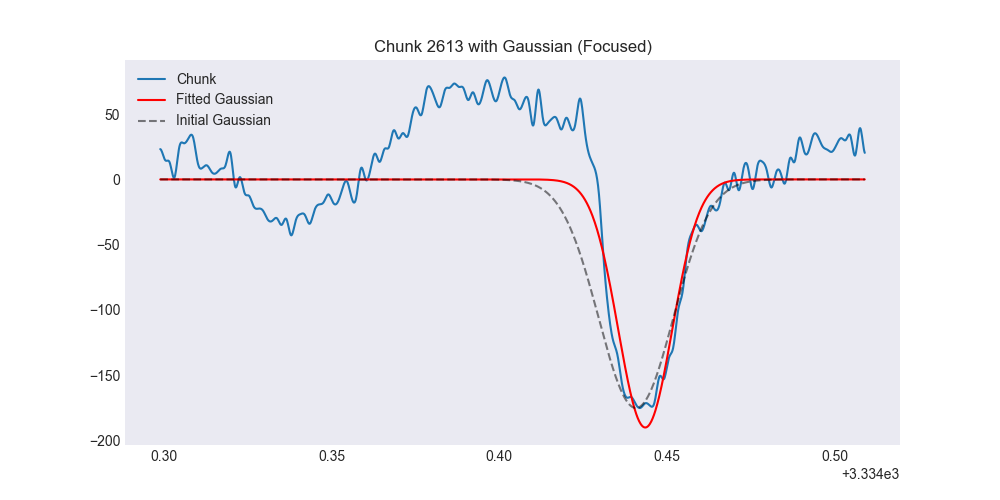 Chunk 2613 with Gaussian (Focused)
Chunk
Fitted Gaussian
Initial Gaussian
50
0
−50
−100
−150
−200
0.30 0.35 0.40 0.45 0.50
+3.334e3